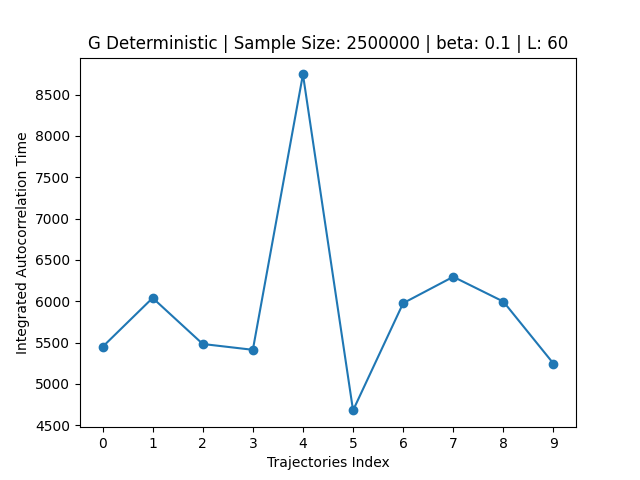 G Deterministic | Sample Size: 2500000 | beta: 0.1 | L: 60
Integrated Autocorrelation Time
8500
8000
7500
7000
6500
6000
5500
5000
4500
0 1 2 3 4 5 6 7 8 9
Trajectories Index